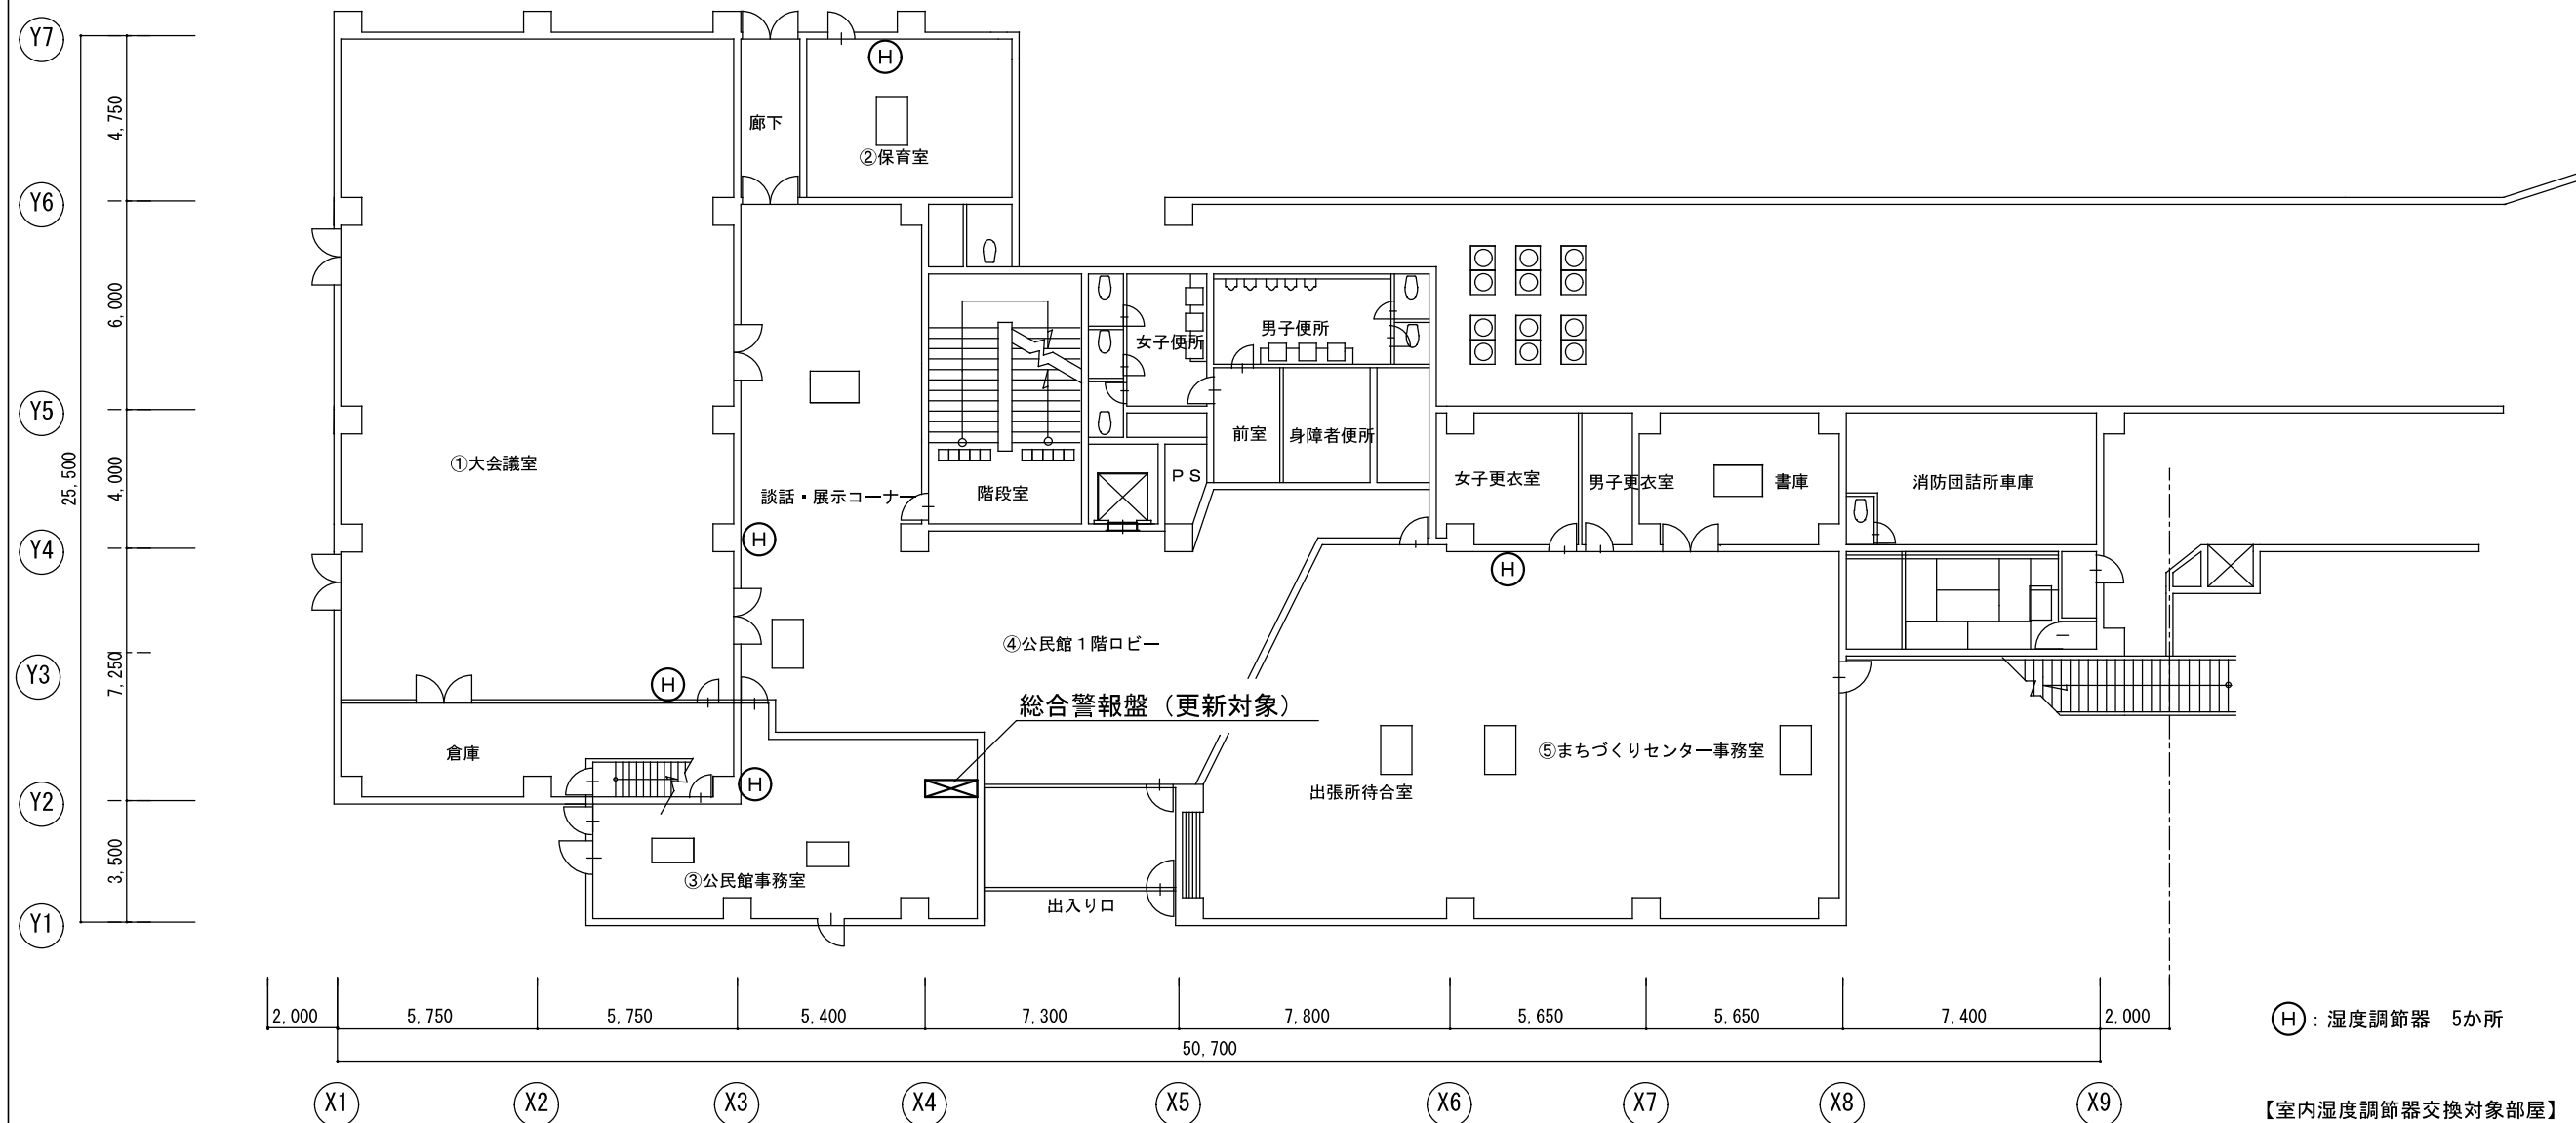 Y7
Y6
Y5
Y4
Y3
Y2
Y1
4,750
6,000
4,000
7,250
3,500
25,500
H
廊下
②保育室
①大会議室
談話・展示コーナー
H
階段室
女子便所
男子便所
前室
身障者便所
PS
女子更衣室
男子更衣室
書庫
消防団詰所車庫
H
④公民館１階ロビー
H
総合警報盤（更新対象）
倉庫
H
⑤まちづくりセンター事務室
出張所待合室
③公民館事務室
出入り口
2,000
5,750
5,750
5,400
7,300
7,800
5,650
5,650
7,400
2,000
50,700
H：湿度調節器　5か所
X1
X2
X3
X4
X5
X6
X7
X8
X9
【室内湿度調節器交換対象部屋】